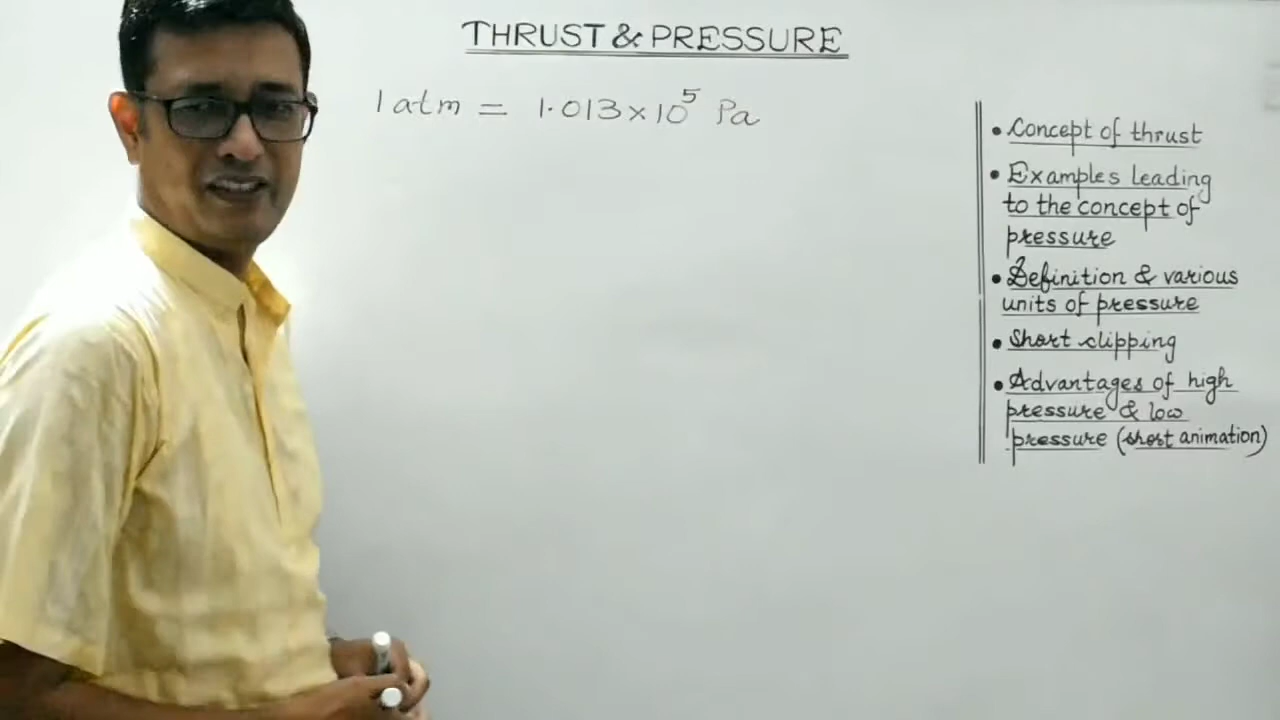 THRUST & PRESSURE
1 atm = 1.013 × 10⁵ Pa
• Concept of thrust
• Examples leading
to the concept of
pressure
• Definition & various
units of pressure
• Short clipping
• Advantages of high
pressure & low
pressure (short animation)